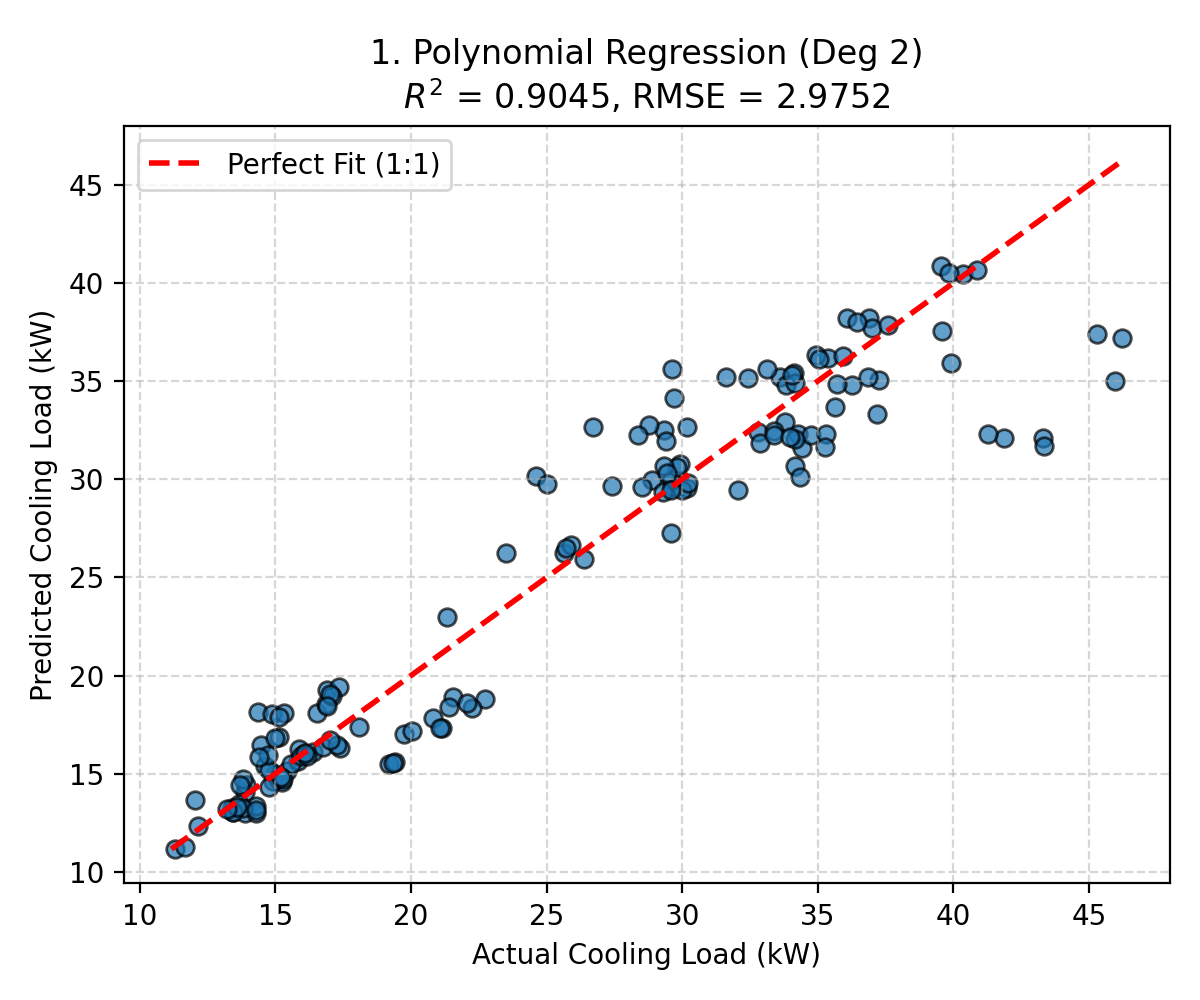 1. Polynomial Regression (Deg 2)
R² = 0.9045, RMSE = 2.9752
Perfect Fit (1:1)
Predicted Cooling Load (kW)
45
40
35
30
25
20
15
10
10 15 20 25 30 35 40 45
Actual Cooling Load (kW)